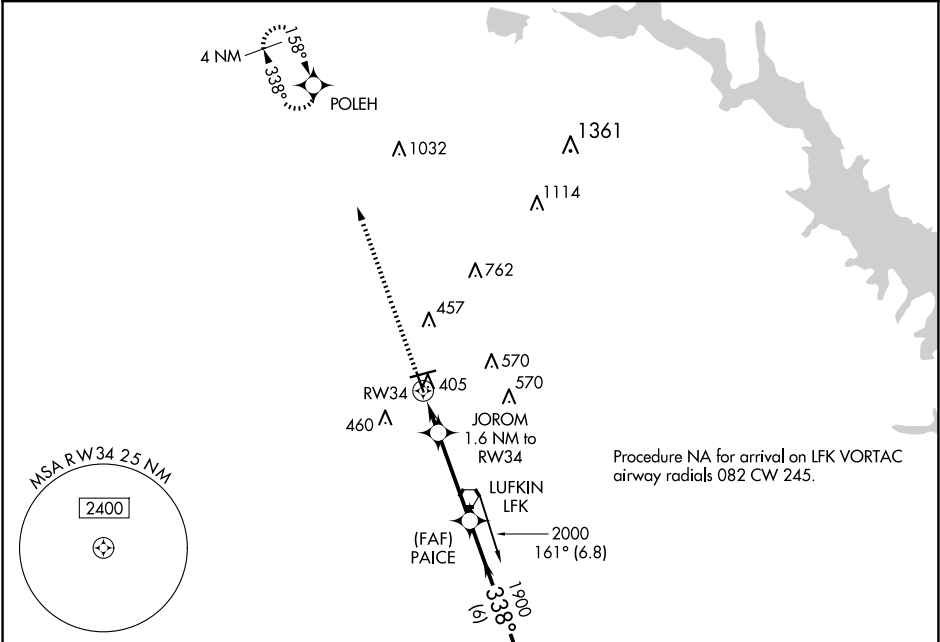 158°
4 NM
338°
POLEH
1032
1361
1114
762
457
570
405
RW34
570
460
JOROM
1.6 NM to
RW34
MSA RW34 25 NM
2400
Procedure NA for arrival on LFK VORTAC
airway radials 082 CW 245.
LUFKIN
LFK
(FAF)
PAICE
2000
161° (6.8)
1900
338°
(6)